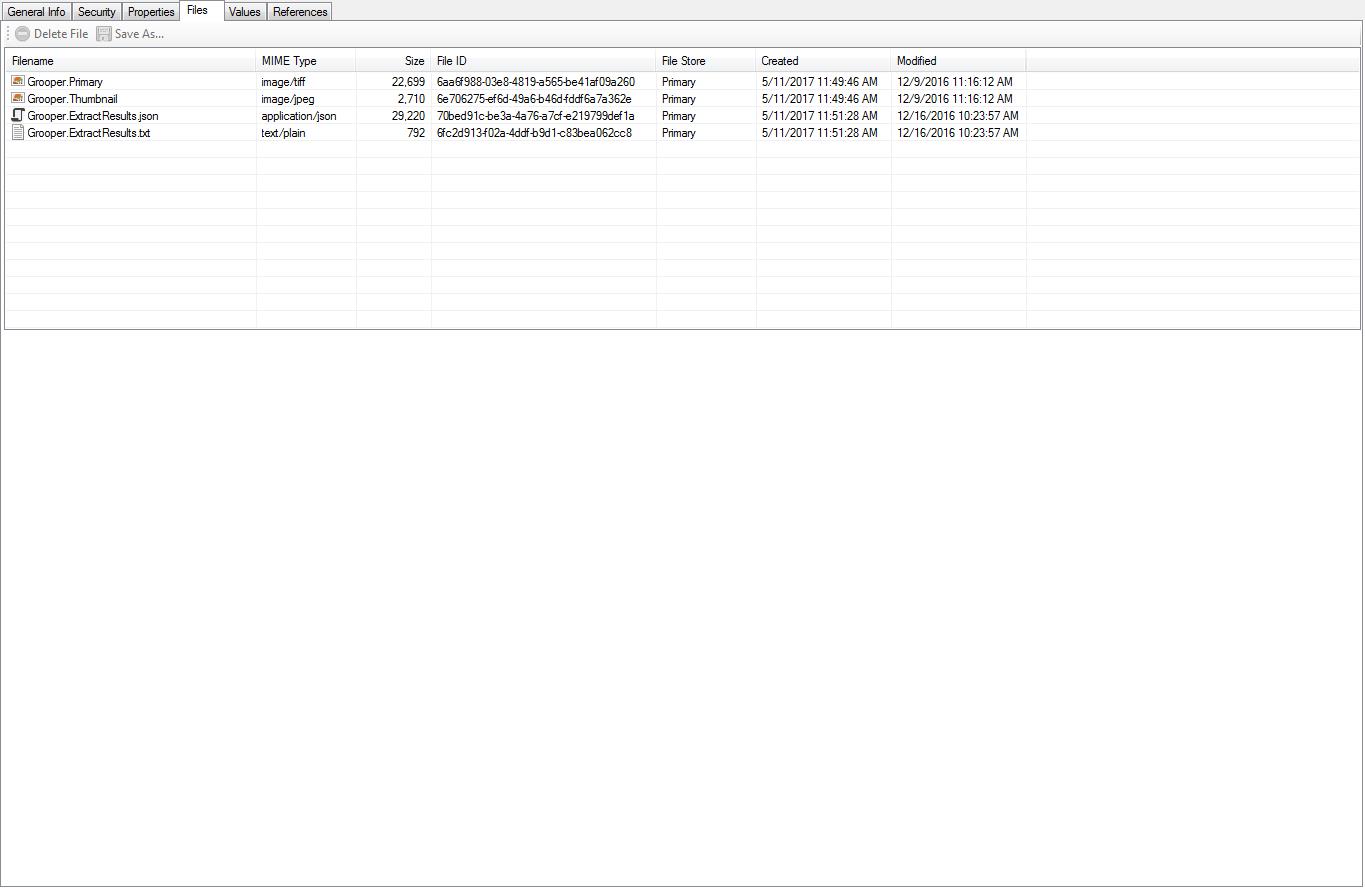 General Info Security Properties Files Values References
Delete File Save As...
Filename MIME Type Size File ID File Store Created Modified
Grooper.Primary image/tiff 22,699 6aa6f988-03e8-4819-a565-be41af09a260 Primary 5/11/2017 11:49:46 AM 12/9/2016 11:16:12 AM
Grooper.Thumbnail image/jpeg 2,710 6e706275-ef6d-49a6-b46d-fddf6a7a362e Primary 5/11/2017 11:49:46 AM 12/9/2016 11:16:12 AM
Grooper.ExtractResults.json application/json 29,220 70bed91c-be3a-4a76-a7cf-e219799def1a Primary 5/11/2017 11:51:28 AM 12/16/2016 10:23:57 AM
Grooper.ExtractResults.txt text/plain 792 6fc2d913-f02a-4ddf-b9d1-c83bea062cc8 Primary 5/11/2017 11:51:28 AM 12/16/2016 10:23:57 AM